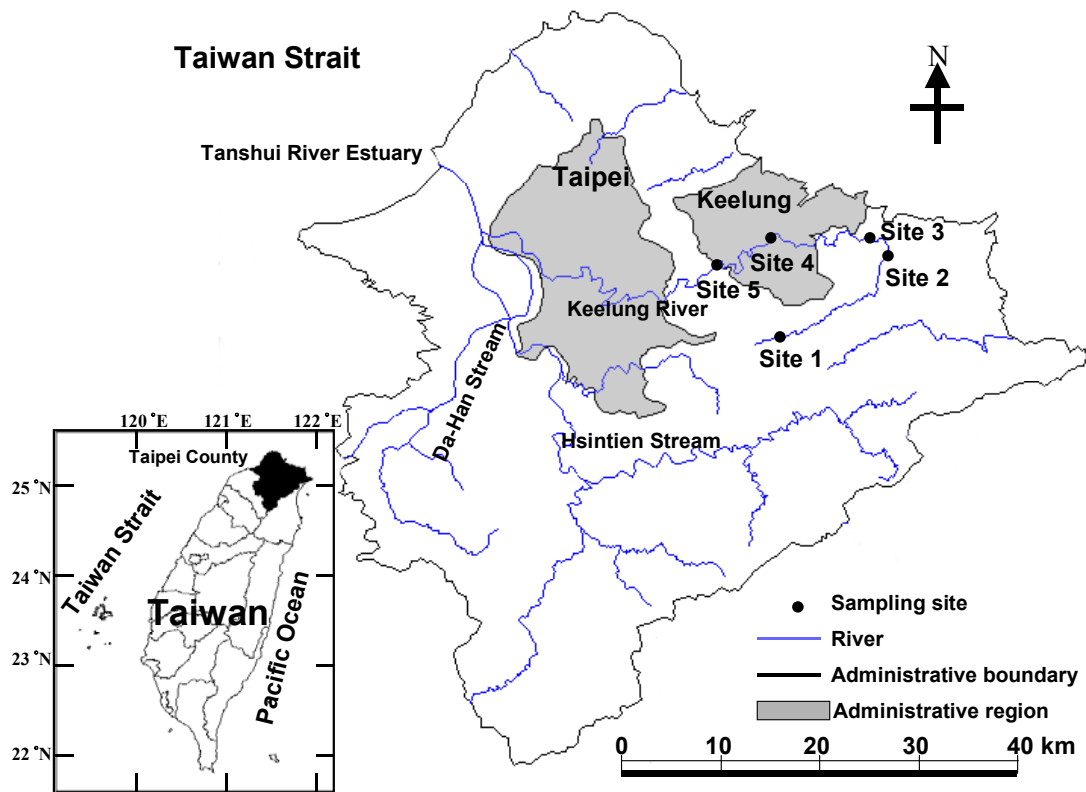 Taiwan Strait
N
Tanshui River Estuary
Taipei
Keelung
Site 3
Site 4
Site 2
Site 5
Keelung River
Site 1
Da-Han Stream
Hsintien Stream
120˚E 121˚E 122˚E
Taipei County
25˚N
Taiwan Strait
24˚N
Taiwan
Pacific Ocean
23˚N
22˚N
Sampling site
River
Administrative boundary
Administrative region
0 10 20 30 40 km